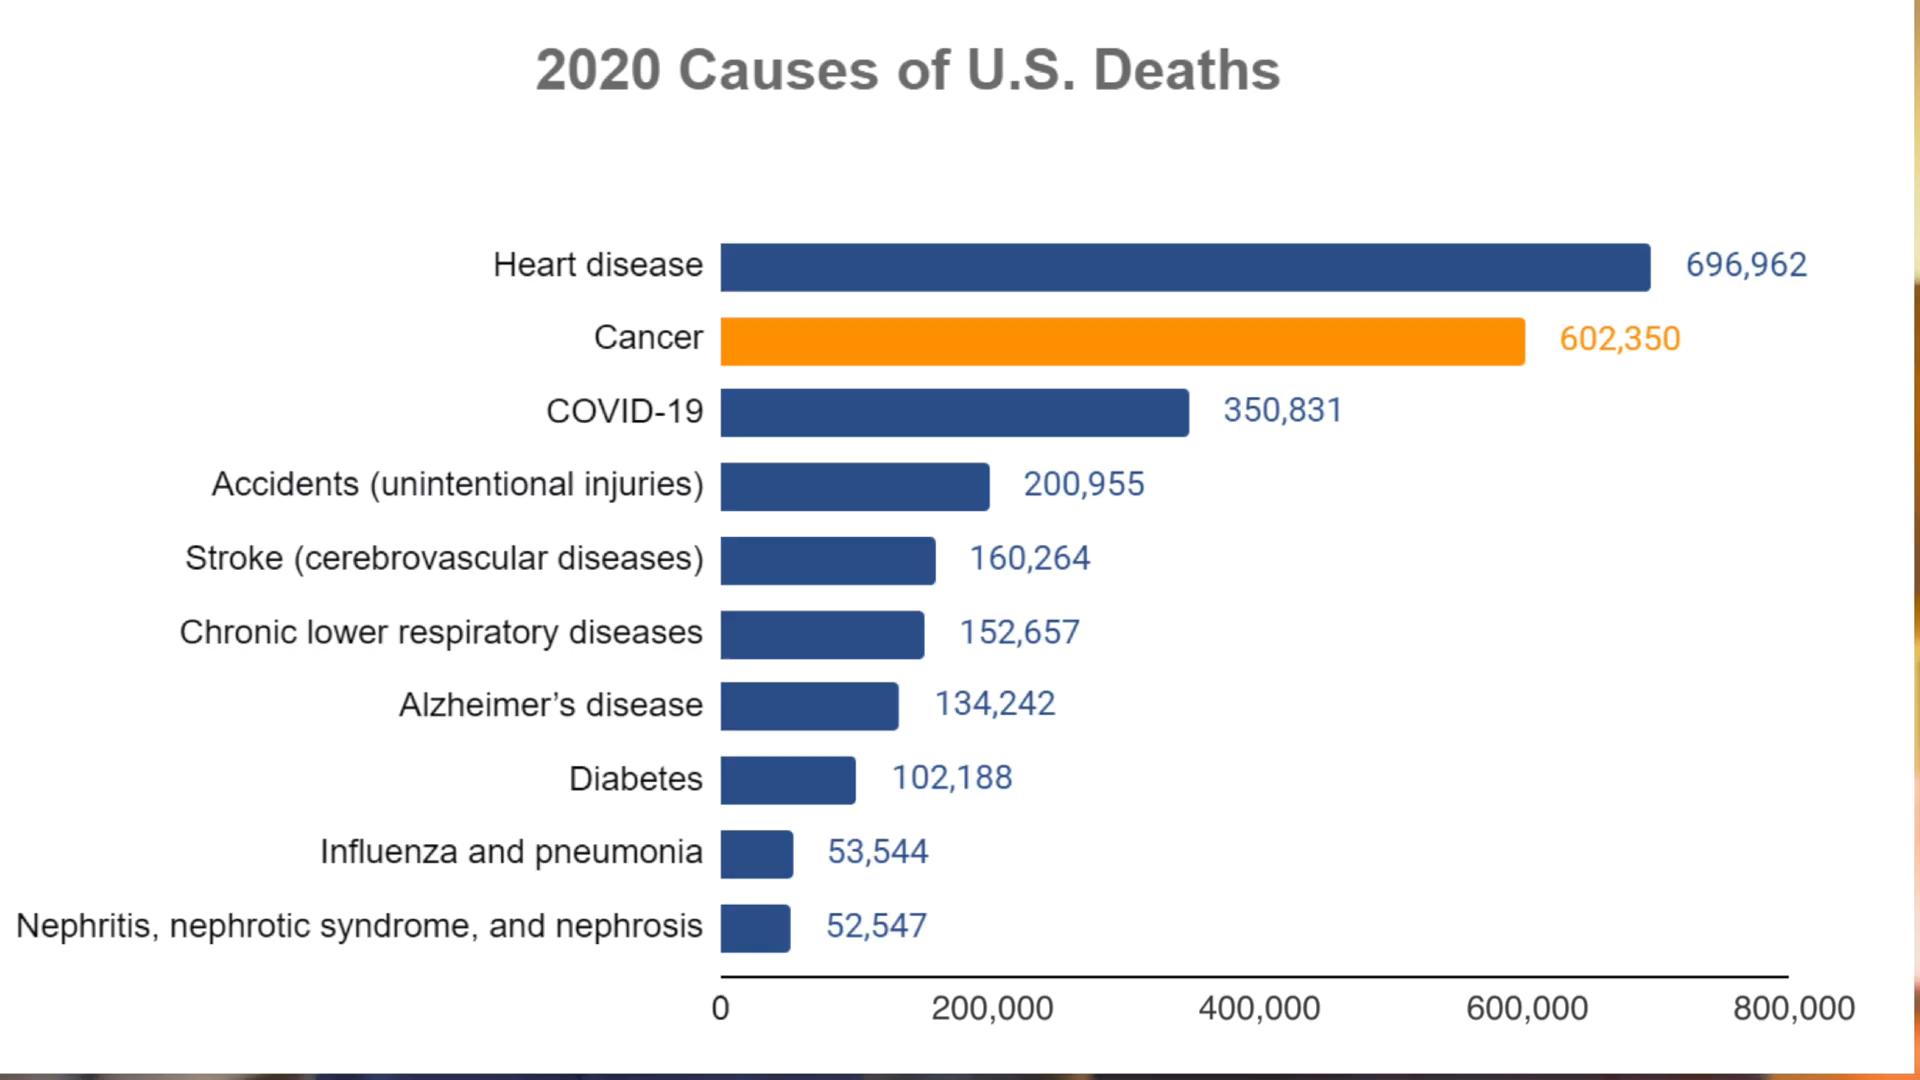 2020 Causes of U.S. Deaths
Heart disease 696,962
Cancer 602,350
COVID-19 350,831
Accidents (unintentional injuries) 200,955
Stroke (cerebrovascular diseases) 160,264
Chronic lower respiratory diseases 152,657
Alzheimer’s disease 134,242
Diabetes 102,188
Influenza and pneumonia 53,544
Nephritis, nephrotic syndrome, and nephrosis 52,547
0 200,000 400,000 600,000 800,000